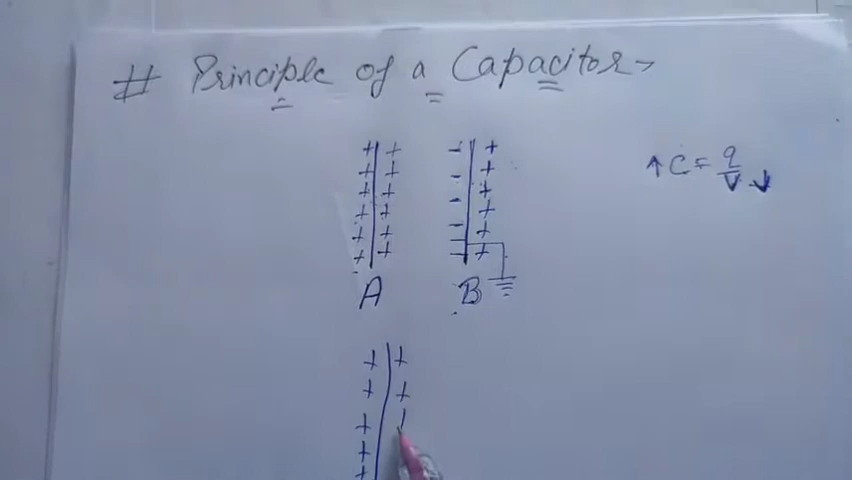 # Principle of a Capacitor→
+ + - +
+ + - +
+ + - +
+ + - +
+ + - +
+ + - +
↑C = q/V↓
A B
+ +
+ +
+ +
+
+